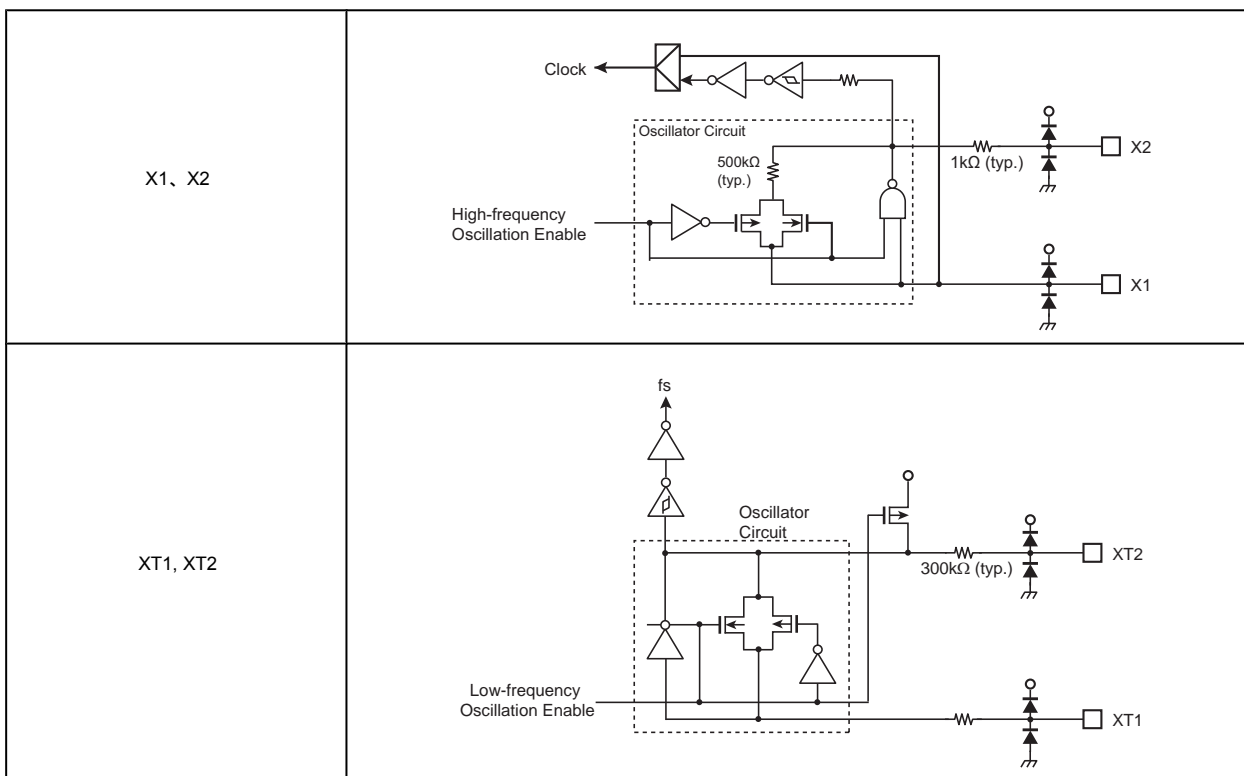 X1、X2
Clock
Oscillator Circuit
500kΩ
(typ.)
1kΩ (typ.)
X2
High-frequency
Oscillation Enable
X1
XT1, XT2
fs
Oscillator
Circuit
300kΩ (typ.)
XT2
Low-frequency
Oscillation Enable
XT1